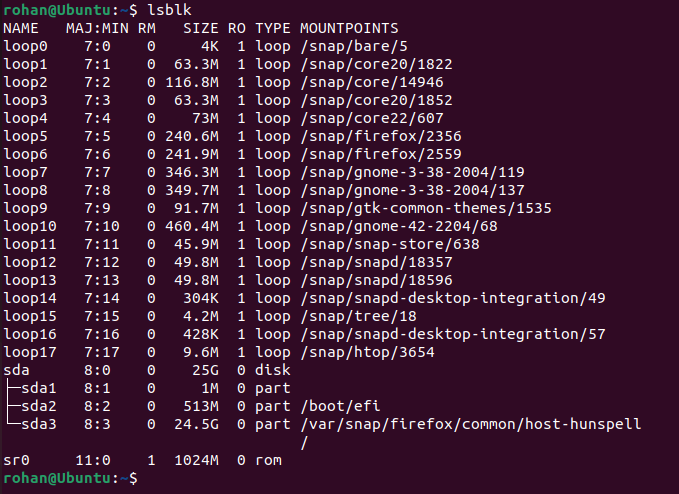 rohan@Ubuntu:~$ lsblk
NAME   MAJ:MIN RM   SIZE RO TYPE MOUNTPOINTS
loop0    7:0    0     4K  1 loop /snap/bare/5
loop1    7:1    0  63.3M  1 loop /snap/core20/1822
loop2    7:2    0 116.8M  1 loop /snap/core/14946
loop3    7:3    0  63.3M  1 loop /snap/core20/1852
loop4    7:4    0    73M  1 loop /snap/core22/607
loop5    7:5    0 240.6M  1 loop /snap/firefox/2356
loop6    7:6    0 241.9M  1 loop /snap/firefox/2559
loop7    7:7    0 346.3M  1 loop /snap/gnome-3-38-2004/119
loop8    7:8    0 349.7M  1 loop /snap/gnome-3-38-2004/137
loop9    7:9    0  91.7M  1 loop /snap/gtk-common-themes/1535
loop10   7:10   0 460.4M  1 loop /snap/gnome-42-2204/68
loop11   7:11   0  45.9M  1 loop /snap/snap-store/638
loop12   7:12   0  49.8M  1 loop /snap/snapd/18357
loop13   7:13   0  49.8M  1 loop /snap/snapd/18596
loop14   7:14   0   304K  1 loop /snap/snapd-desktop-integration/49
loop15   7:15   0   4.2M  1 loop /snap/tree/18
loop16   7:16   0   428K  1 loop /snap/snapd-desktop-integration/57
loop17   7:17   0   9.6M  1 loop /snap/htop/3654
sda      8:0    0    25G  0 disk
├─sda1   8:1    0     1M  0 part
├─sda2   8:2    0   513M  0 part /boot/efi
└─sda3   8:3    0  24.5G  0 part /var/snap/firefox/common/host-hunspell
                                 /
sr0     11:0    1  1024M  0 rom
rohan@Ubuntu:~$